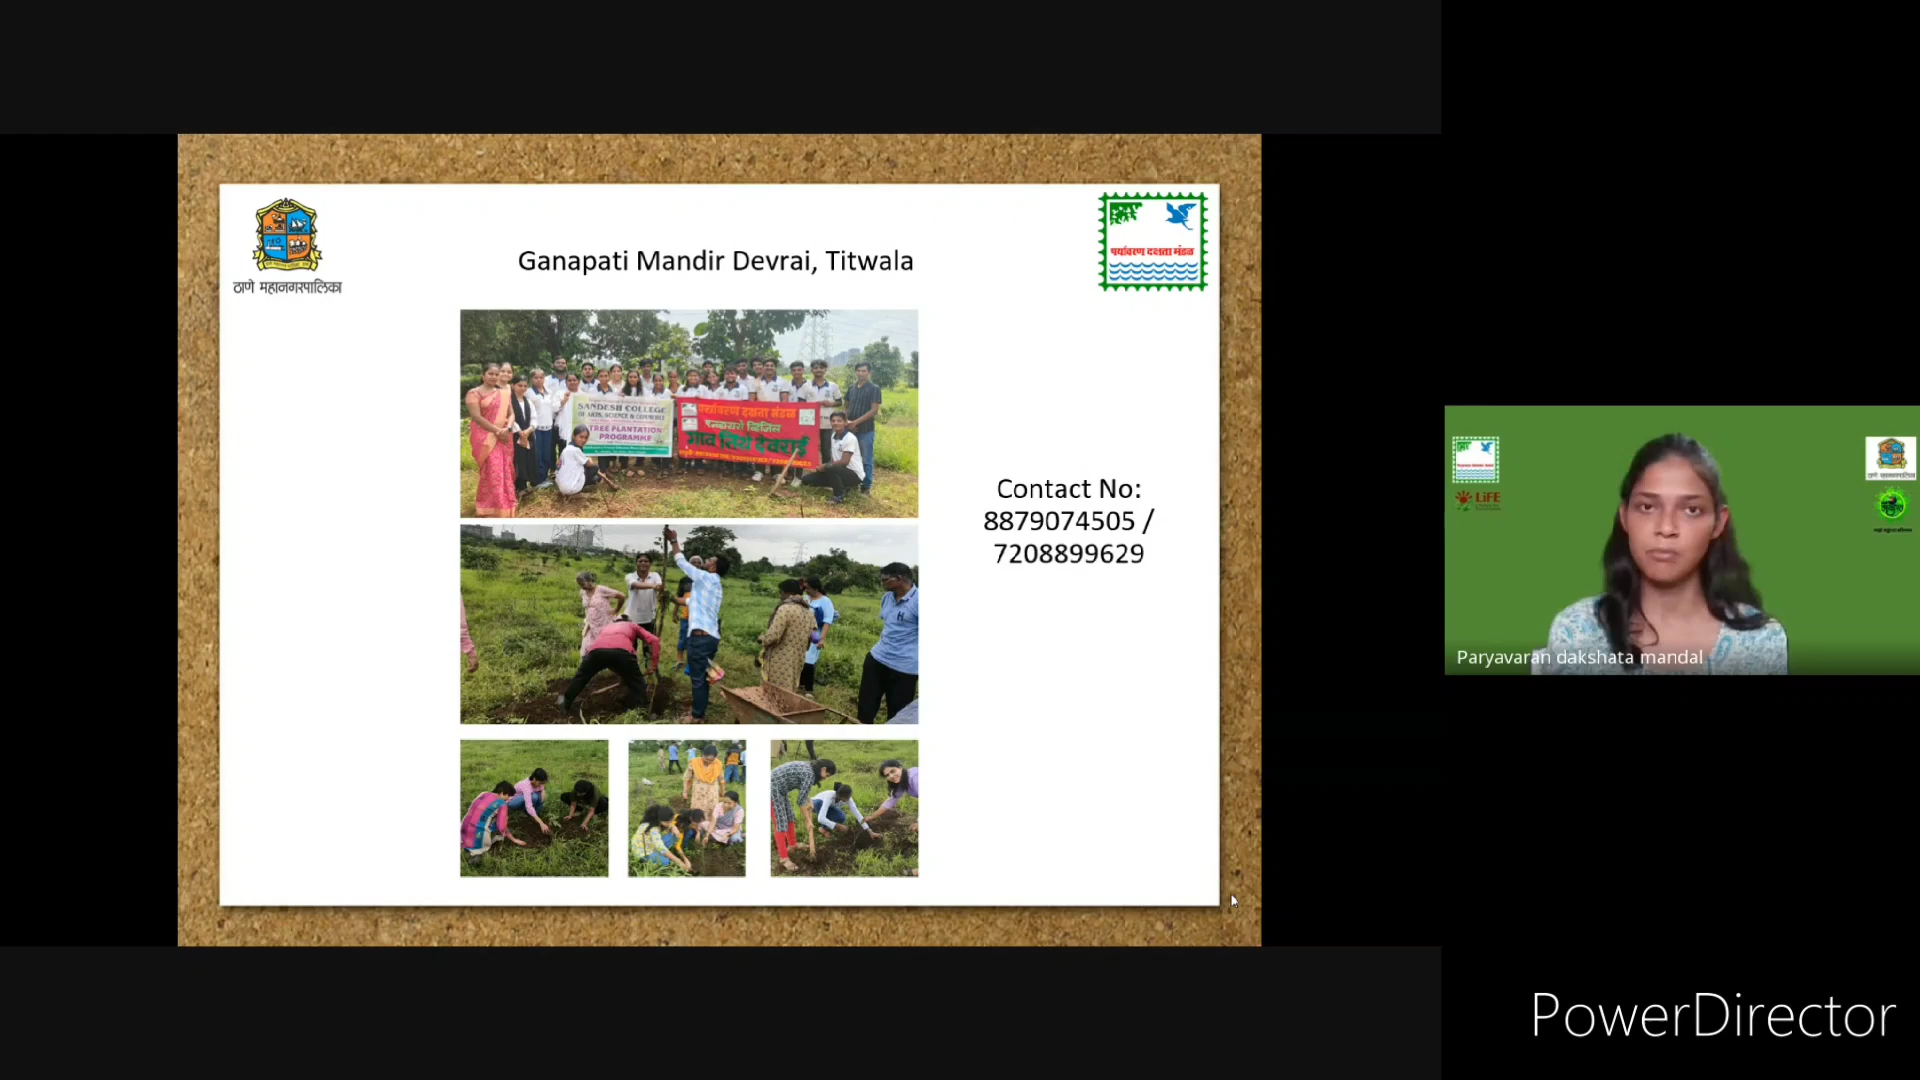 ठाणे महानगरपालिका
Ganapati Mandir Devrai, Titwala
पर्यावरण दक्षता मंडळ
SANDESH COLLEGE
OF ARTS, SCIENCE & COMMERCE
TREE PLANTATION
PROGRAMME
पर्यावरण दक्षता मंडळ
गाव तिथे देवराई
Contact No:
8879074505 /
7208899629
LiFE
Paryavaran dakshata mandal
PowerDirector